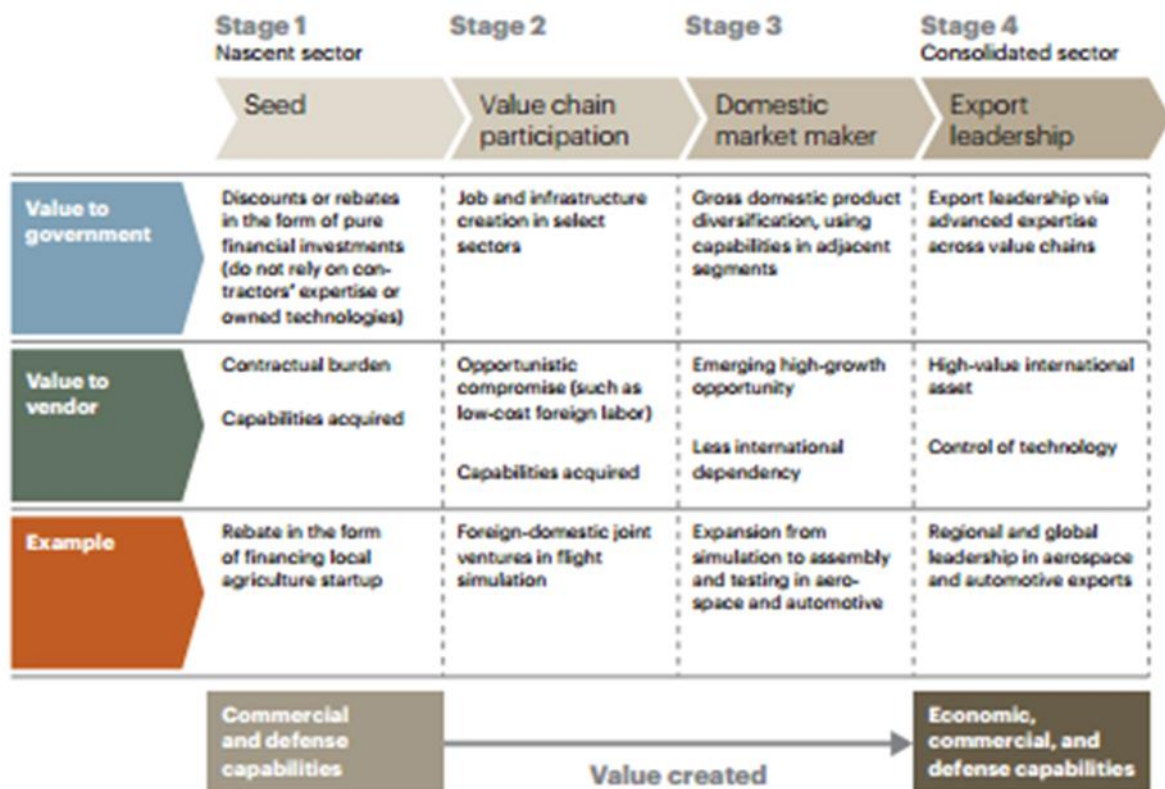 Stage 1
Nascent sector
Stage 2
Stage 3
Stage 4
Consolidated sector
Seed
Value chain
participation
Domestic
market maker
Export
leadership
Value to
government
Discounts or rebates
in the form of pure
financial investments
(do not rely on con-
tractors' expertise or
owned technologies)
Job and infrastructure
creation in select
sectors
Gross domestic product
diversification, using
capabilities in adjacent
segments
Export leadership via
advanced expertise
across value chains
Value to
vendor
Contractual burden
Capabilities acquired
Opportunistic
compromise (such as
low-cost foreign labor)
Capabilities acquired
Emerging high-growth
opportunity
Less international
dependency
High-value international
asset
Control of technology
Example
Rebate in the form
of financing local
agriculture startup
Foreign-domestic joint
ventures in flight
simulation
Expansion from
simulation to assembly
and testing in aero-
space and automotive
Regional and global
leadership in aerospace
and automotive exports
Commercial
and defense
capabilities
Value created
Economic,
commercial, and
defense capabilities